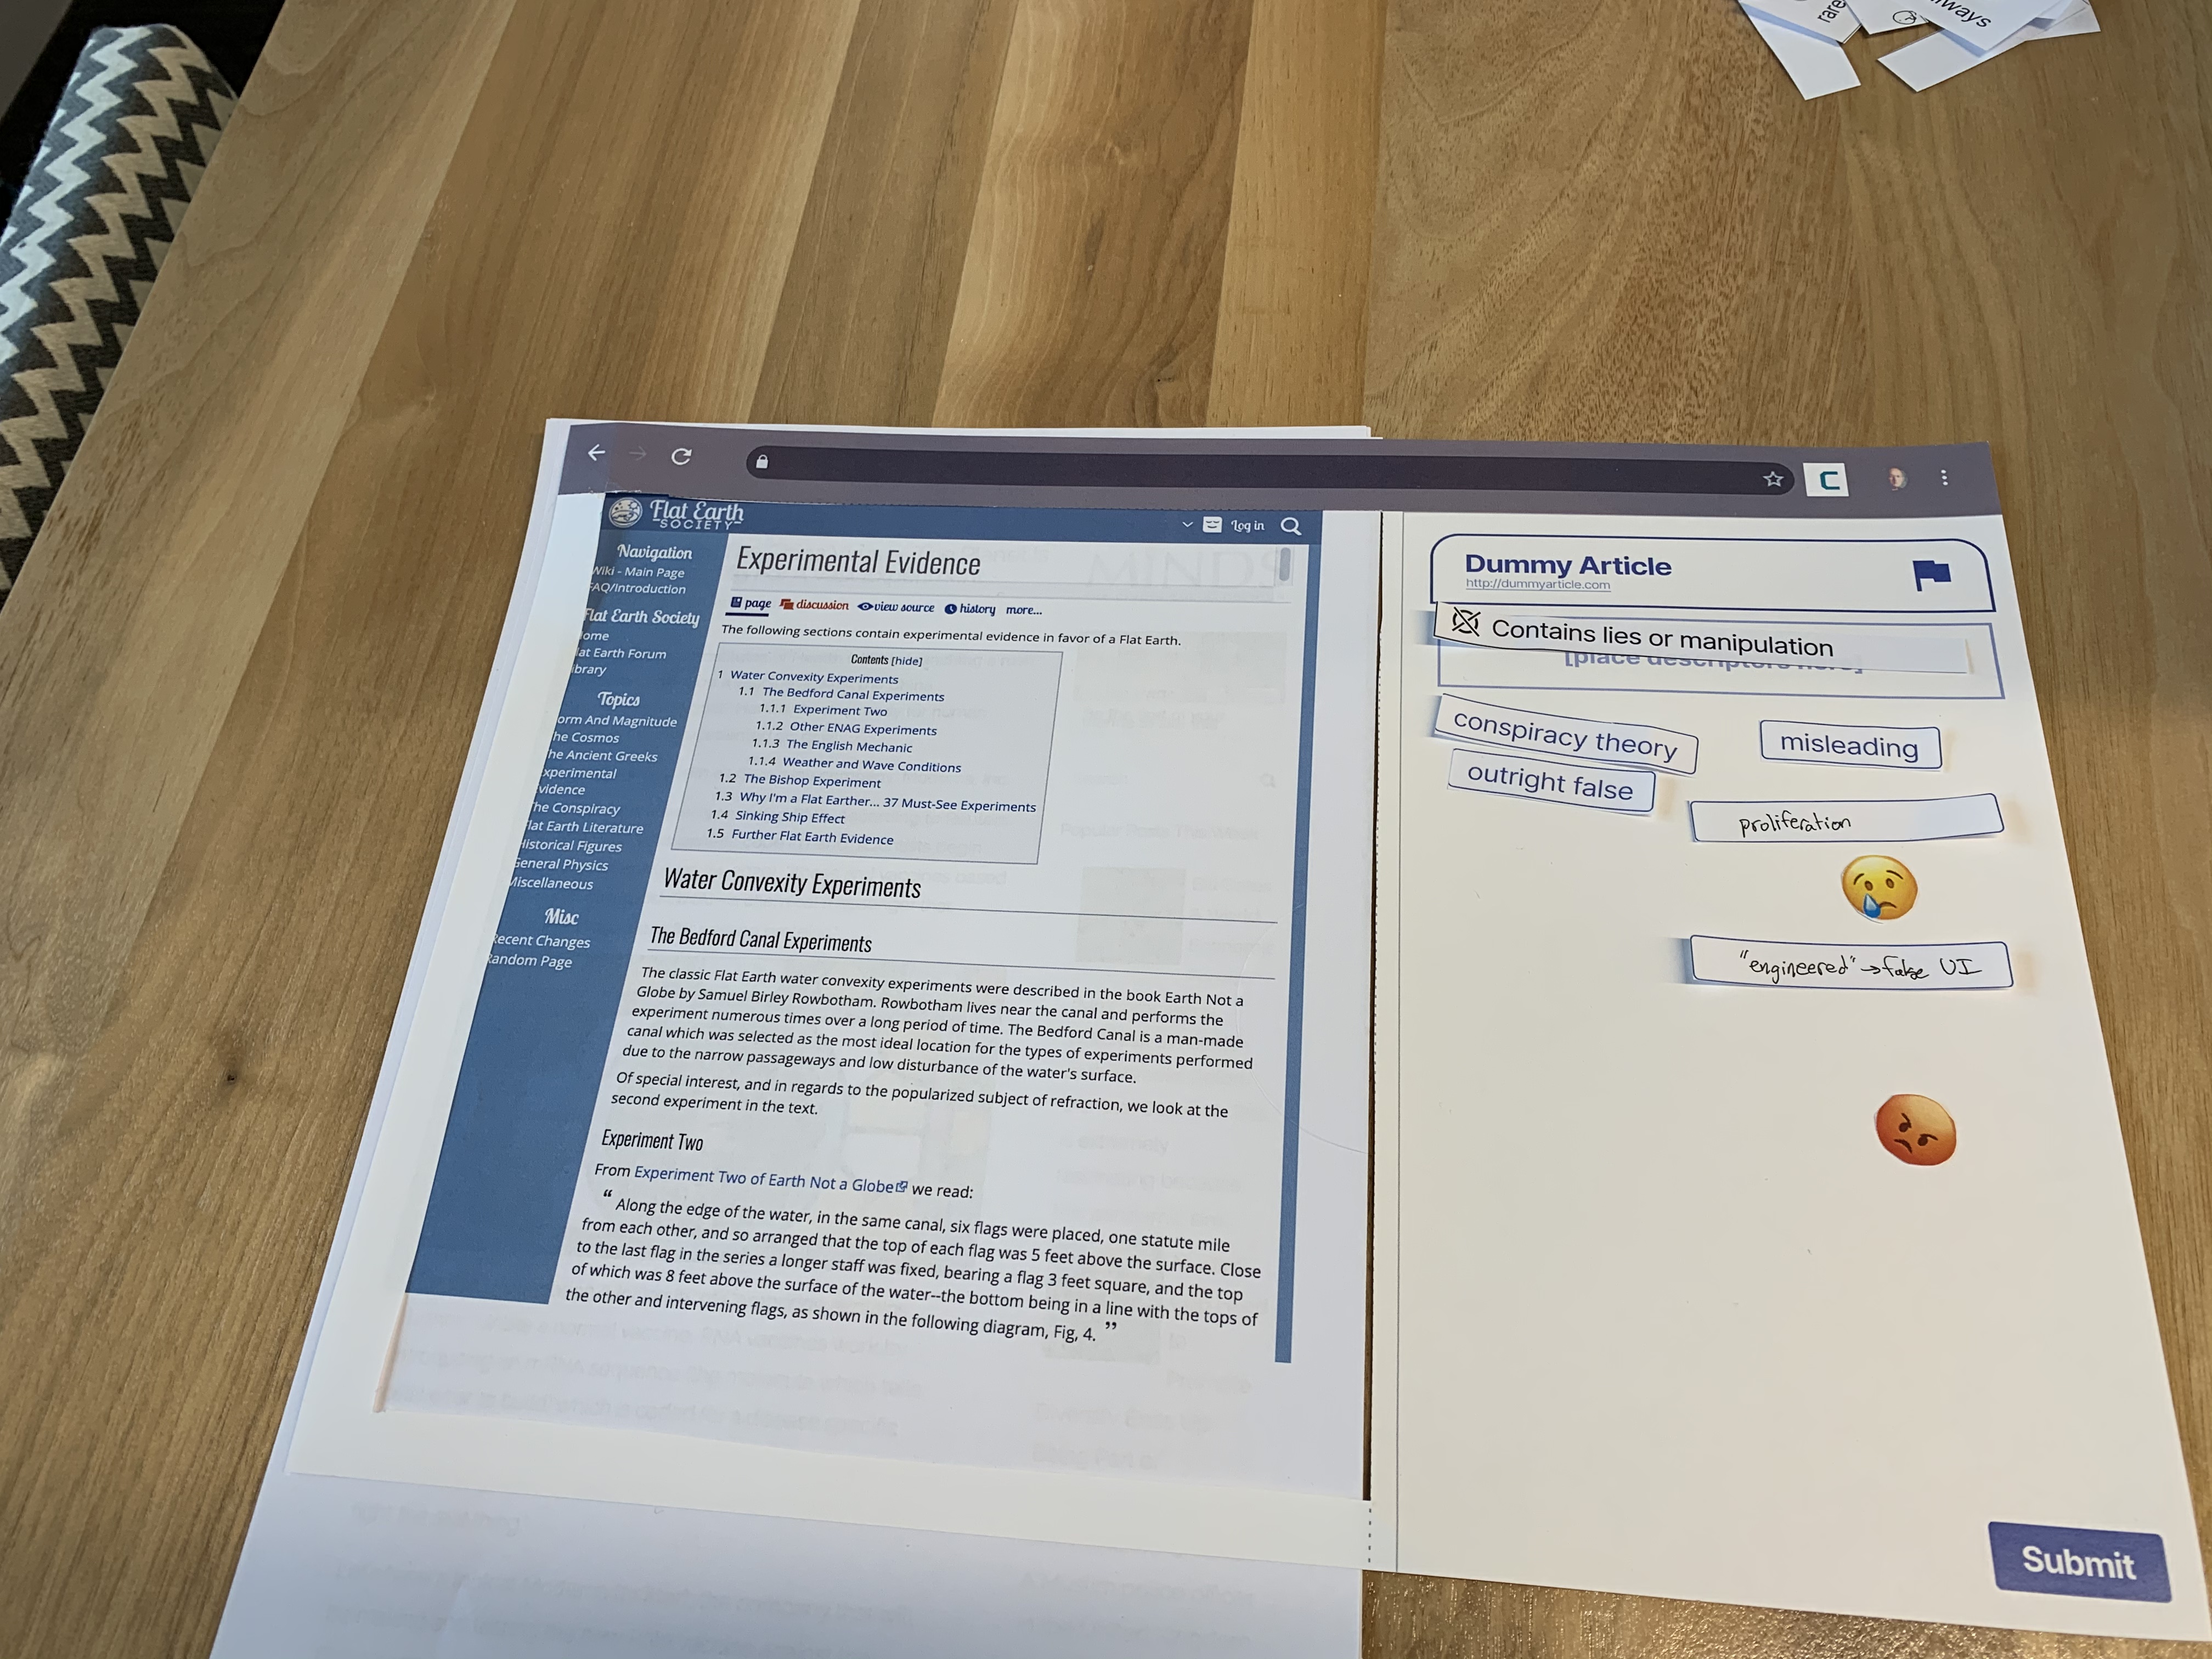 rare
ways
Flat Earth
SOCIETY
Log in
Navigation
Wiki - Main Page
FAQ/Introduction
Flat Earth Society
ome
at Earth Forum
brary
Topics
orm And Magnitude
he Cosmos
he Ancient Greeks
xperimental
vidence
he Conspiracy
lat Earth Literature
Historical Figures
General Physics
Miscellaneous
Misc
Recent Changes
Random Page
Experimental Evidence
page discussion view source history more...
The following sections contain experimental evidence in favor of a Flat Earth.
Contents [hide]
1 Water Convexity Experiments
1.1 The Bedford Canal Experiments
1.1.1 Experiment Two
1.1.2 Other ENAG Experiments
1.1.3 The English Mechanic
1.1.4 Weather and Wave Conditions
1.2 The Bishop Experiment
1.3 Why I'm a Flat Earther... 37 Must-See Experiments
1.4 Sinking Ship Effect
1.5 Further Flat Earth Evidence
Water Convexity Experiments
The Bedford Canal Experiments
The classic Flat Earth water convexity experiments were described in the book Earth Not a
Globe by Samuel Birley Rowbotham. Rowbotham lives near the canal and performs the
experiment numerous times over a long period of time. The Bedford Canal is a man-made
canal which was selected as the most ideal location for the types of experiments performed
due to the narrow passageways and low disturbance of the water's surface.
Of special interest, and in regards to the popularized subject of refraction, we look at the
second experiment in the text.
Experiment Two
From Experiment Two of Earth Not a Globe we read:
“ Along the edge of the water, in the same canal, six flags were placed, one statute mile
from each other, and so arranged that the top of each flag was 5 feet above the surface. Close
to the last flag in the series a longer staff was fixed, bearing a flag 3 feet square, and the top
of which was 8 feet above the surface of the water--the bottom being in a line with the tops of
the other and intervening flags, as shown in the following diagram, Fig, 4. ”
C
Dummy Article
http://dummyarticle.com
Contains lies or manipulation
[place descriptors here]
conspiracy theory
misleading
outright false
proliferation
"engineered" → false UI
Submit